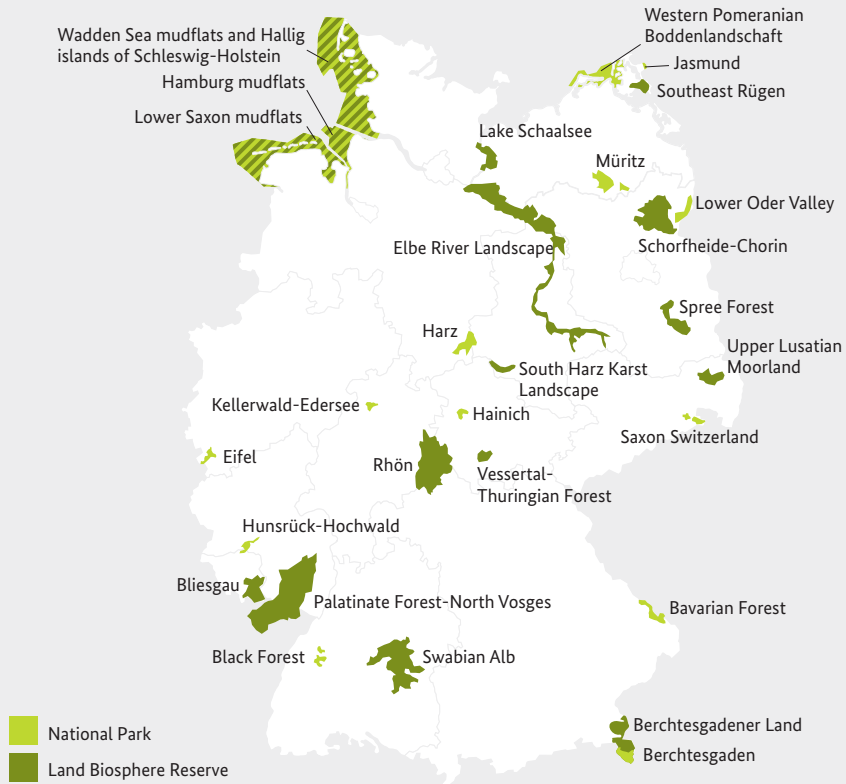 Western Pomeranian
Boddenlandschaft
Wadden Sea mudflats and Hallig
islands of Schleswig-Holstein
Jasmund
Hamburg mudflats
Southeast Rügen
Lower Saxon mudflats
Lake Schaalsee
Müritz
Lower Oder Valley
Elbe River Landscape
Schorfheide-Chorin
Spree Forest
Harz
Upper Lusatian
Moorland
South Harz Karst
Landscape
Kellerwald-Edersee
Hainich
Saxon Switzerland
Eifel
Rhön
Vessertal-
Thuringian Forest
Hunsrück-Hochwald
Bliesgau
Palatinate Forest-North Vosges
Bavarian Forest
Black Forest
Swabian Alb
Berchtesgadener Land
Berchtesgaden
National Park
Land Biosphere Reserve